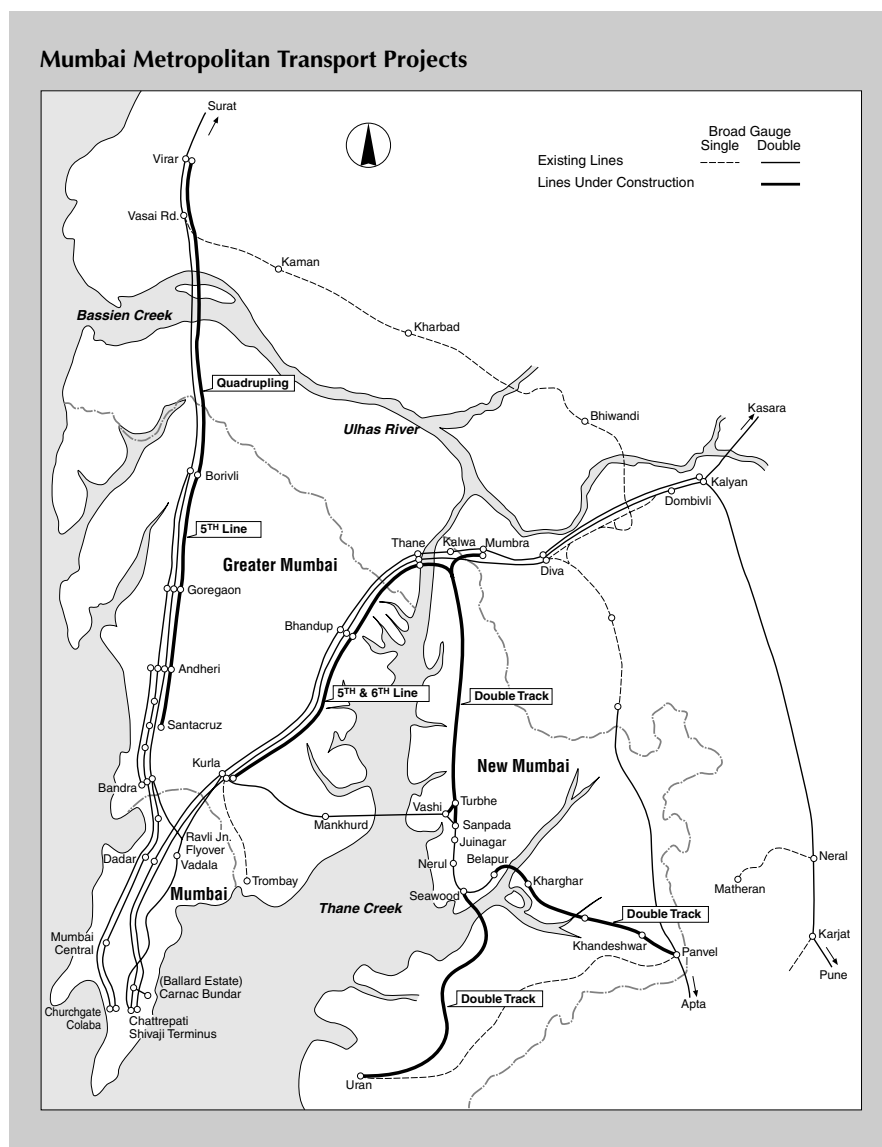 Mumbai Metropolitan Transport Projects
Surat
Broad Gauge
Single Double
Existing Lines
Lines Under Construction
Virar
Vasai Rd.
Kaman
Bassien Creek
Kharbad
Quadrupling
Bhiwandi
Kasara
Ulhas River
Borivli
Kalyan
Dombivli
5TH Line
Thane
Kalwa
Mumbra
Greater Mumbai
Diva
Goregaon
Bhandup
Andheri
5TH & 6TH Line
Double Track
Santacruz
Kurla
New Mumbai
Bandra
Vashi
Turbhe
Mankhurd
Sanpada
Ravli Jn.
Flyover
Juinagar
Dadar
Vadala
Nerul
Belapur
Neral
Trombay
Kharghar
Matheran
Mumbai
Seawood
Thane Creek
Double Track
Mumbai
Central
Khandeshwar
Panvel
Karjat
Pune
(Ballard Estate)
Carnac Bundar
Double Track
Apta
Churchgate
Colaba
Chattrepati
Shivaji Terminus
Uran